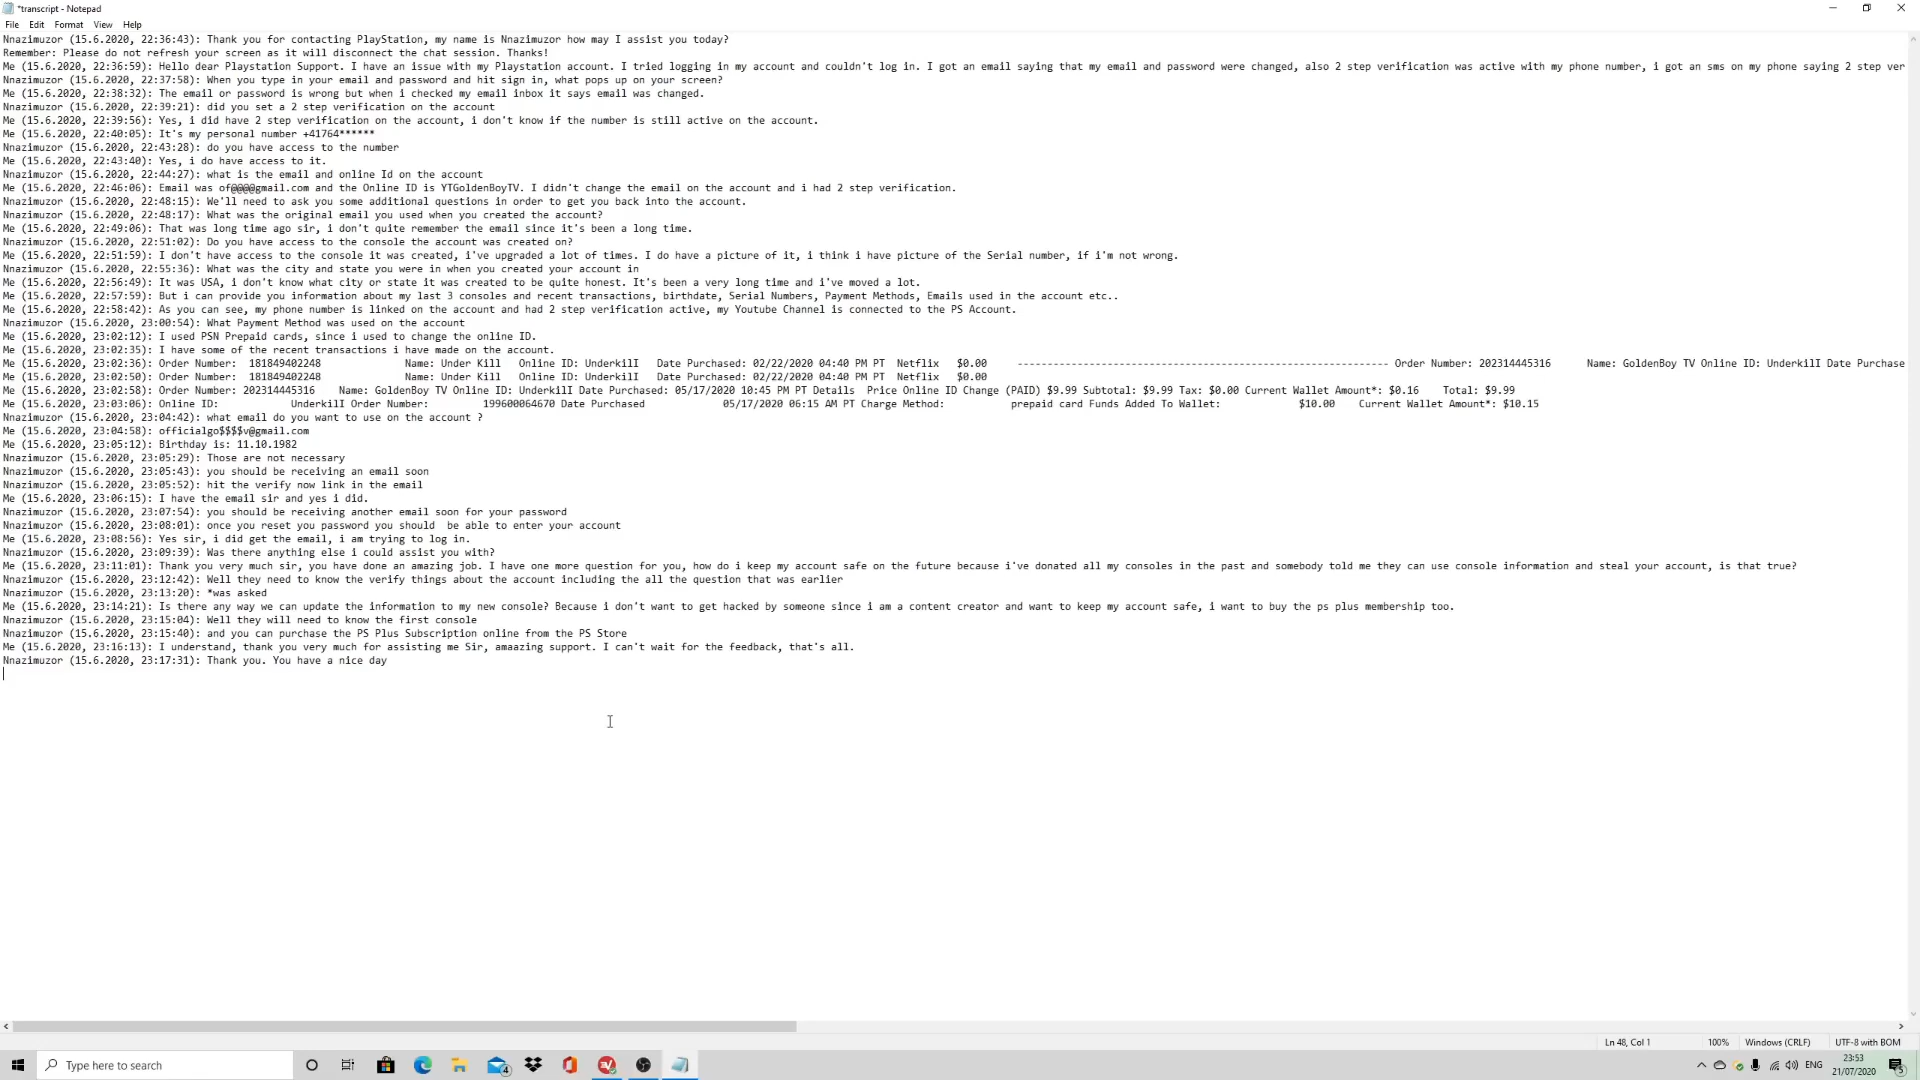 *transcript - Notepad
File Edit Format View Help
Nnazimuzor (15.6.2020, 22:36:43): Thank you for contacting PlayStation, my name is Nnazimuzor how may I assist you today?
Remember: Please do not refresh your screen as it will disconnect the chat session. Thanks!
Me (15.6.2020, 22:36:59): Hello dear Playstation Support. I have an issue with my Playstation account. I tried logging in my account and couldn't log in. I got an email saying that my email and password were changed, also 2 step verification was active with my phone number, i got an sms on my phone saying 2 step ver
Nnazimuzor (15.6.2020, 22:37:58): When you type in your email and password and hit sign in, what pops up on your screen?
Me (15.6.2020, 22:38:32): The email or password is wrong but when i checked my email inbox it says email was changed.
Nnazimuzor (15.6.2020, 22:39:21): did you set a 2 step verification on the account
Me (15.6.2020, 22:39:56): Yes, i did have 2 step verification on the account, i don't know if the number is still active on the account.
Me (15.6.2020, 22:40:05): It's my personal number +41764******
Nnazimuzor (15.6.2020, 22:43:28): do you have access to the number
Me (15.6.2020, 22:43:40): Yes, i do have access to it.
Nnazimuzor (15.6.2020, 22:44:27): what is the email and online Id on the account
Me (15.6.2020, 22:46:06): Email was of@@@@gmail.com and the Online ID is YTGoldenBoyTV. I didn't change the email on the account and i had 2 step verification.
Nnazimuzor (15.6.2020, 22:48:15): We'll need to ask you some additional questions in order to get you back into the account.
Nnazimuzor (15.6.2020, 22:48:17): What was the original email you used when you created the account?
Me (15.6.2020, 22:49:06): That was long time ago sir, i don't quite remember the email since it's been a long time.
Nnazimuzor (15.6.2020, 22:51:02): Do you have access to the console the account was created on?
Me (15.6.2020, 22:51:59): I don't have access to the console it was created, i've upgraded a lot of times. I do have a picture of it, i think i have picture of the Serial number, if i'm not wrong.
Nnazimuzor (15.6.2020, 22:55:36): What was the city and state you were in when you created your account in
Me (15.6.2020, 22:56:49): It was USA, i don't know what city or state it was created to be quite honest. It's been a very long time and i've moved a lot.
Me (15.6.2020, 22:57:59): But i can provide you information about my last 3 consoles and recent transactions, birthdate, Serial Numbers, Payment Methods, Emails used in the account etc..
Me (15.6.2020, 22:58:42): As you can see, my phone number is linked on the account and had 2 step verification active, my Youtube Channel is connected to the PS Account.
Nnazimuzor (15.6.2020, 23:00:54): What Payment Method was used on the account
Me (15.6.2020, 23:02:12): I used PSN Prepaid cards, since i used to change the online ID.
Me (15.6.2020, 23:02:35): I have some of the recent transactions i have made on the account.
Me (15.6.2020, 23:02:36): Order Number: 181849402248 Name: Under Kill Online ID: UnderkilI Date Purchased: 02/22/2020 04:40 PM PT Netflix $0.00 -------------------------------------------------------------- Order Number: 202314445316 Name: GoldenBoy TV Online ID: UnderkilI Date Purchase
Me (15.6.2020, 23:02:50): Order Number: 181849402248 Name: Under Kill Online ID: UnderkilI Date Purchased: 02/22/2020 04:40 PM PT Netflix $0.00
Me (15.6.2020, 23:02:58): Order Number: 202314445316 Name: GoldenBoy TV Online ID: UnderkilI Date Purchased: 05/17/2020 10:45 PM PT Details Price Online ID Change (PAID) $9.99 Subtotal: $9.99 Tax: $0.00 Current Wallet Amount*: $0.16 Total: $9.99
Me (15.6.2020, 23:03:06): Online ID: UnderkilI Order Number: 199600064670 Date Purchased 05/17/2020 06:15 AM PT Charge Method: prepaid card Funds Added To Wallet: $10.00 Current Wallet Amount*: $10.15
Nnazimuzor (15.6.2020, 23:04:42): what email do you want to use on the account ?
Me (15.6.2020, 23:04:58): officialgo$$$$v@gmail.com
Me (15.6.2020, 23:05:12): Birthday is: 11.10.1982
Nnazimuzor (15.6.2020, 23:05:29): Those are not necessary
Nnazimuzor (15.6.2020, 23:05:43): you should be receiving an email soon
Nnazimuzor (15.6.2020, 23:05:52): hit the verify now link in the email
Me (15.6.2020, 23:06:15): I have the email sir and yes i did.
Nnazimuzor (15.6.2020, 23:07:54): you should be receiving another email soon for your password
Nnazimuzor (15.6.2020, 23:08:01): once you reset you password you should be able to enter your account
Me (15.6.2020, 23:08:56): Yes sir, i did get the email, i am trying to log in.
Nnazimuzor (15.6.2020, 23:09:39): Was there anything else i could assist you with?
Me (15.6.2020, 23:11:01): Thank you very much sir, you have done an amazing job. I have one more question for you, how do i keep my account safe on the future because i've donated all my consoles in the past and somebody told me they can use console information and steal your account, is that true?
Nnazimuzor (15.6.2020, 23:12:42): Well they need to know the verify things about the account including the all the question that was earlier
Nnazimuzor (15.6.2020, 23:13:20): *was asked
Me (15.6.2020, 23:14:21): Is there any way we can update the information to my new console? Because i don't want to get hacked by someone since i am a content creator and want to keep my account safe, i want to buy the ps plus membership too.
Nnazimuzor (15.6.2020, 23:15:04): Well they will need to know the first console
Nnazimuzor (15.6.2020, 23:15:40): and you can purchase the PS Plus Subscription online from the PS Store
Me (15.6.2020, 23:16:13): I understand, thank you very much for assisting me Sir, amaazing support. I can't wait for the feedback, that's all.
Nnazimuzor (15.6.2020, 23:17:31): Thank you. You have a nice day
Ln 48, Col 1 100% Windows (CRLF) UTF-8 with BOM
Type here to search
4
ENG
23:53
21/07/2020
5